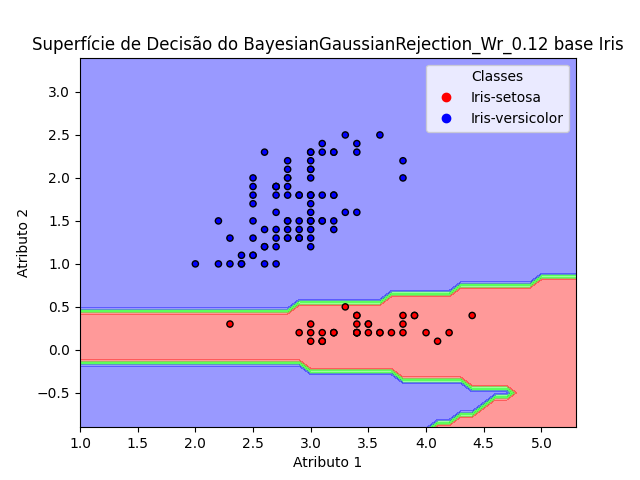 Superfície de Decisão do BayesianGaussianRejection_Wr_0.12 base Iris
Classes
Iris-setosa
Iris-versicolor
3.0
2.5
2.0
1.5
1.0
0.5
0.0
−0.5
Atributo 2
1.0 1.5 2.0 2.5 3.0 3.5 4.0 4.5 5.0
Atributo 1